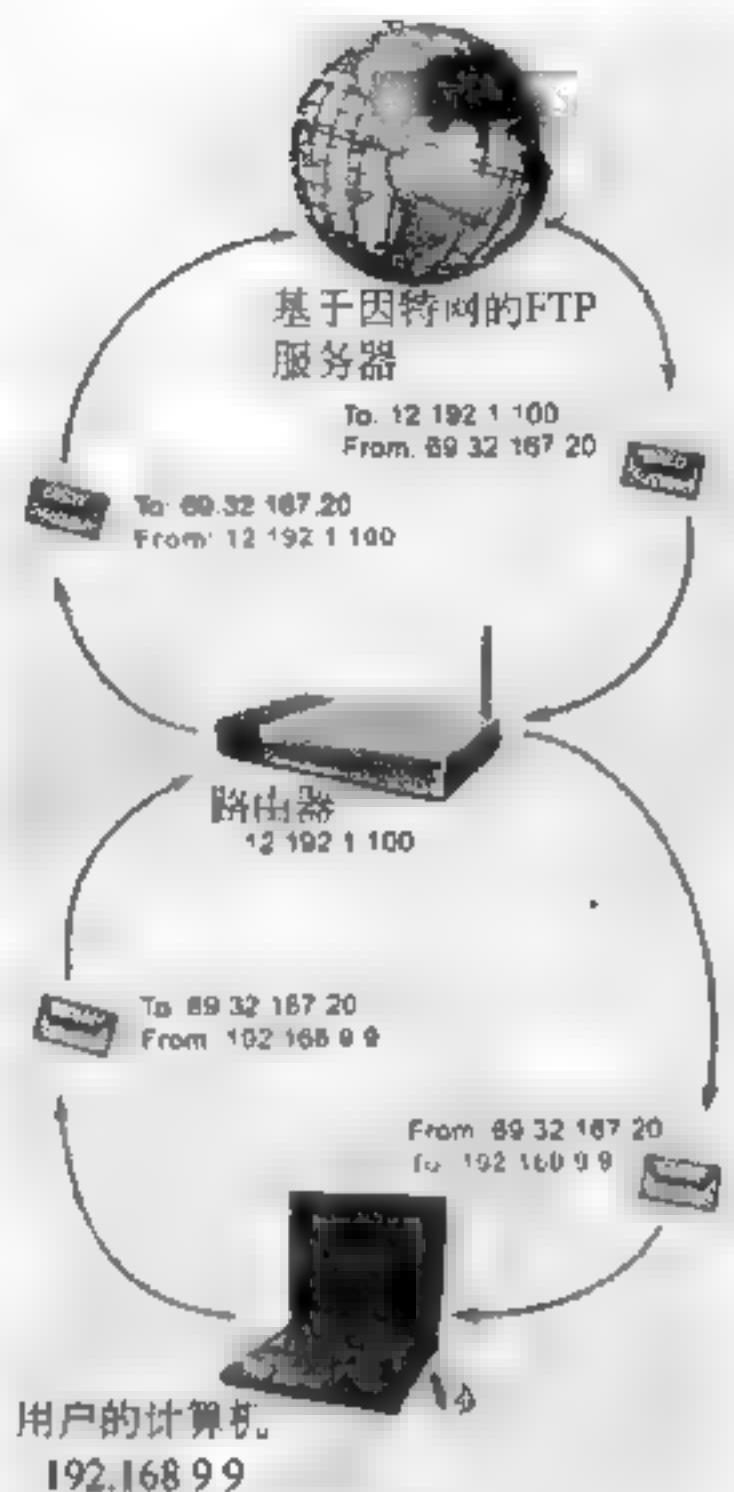 基于因特网的FTP
服务器
To. 12 192 1 100
From. 69 32 167 20
To: 69.32 167.20
From: 12 192 1 100
路由器
12 192 1 100
To 69 32 167 20
From 192 168 9 9
From 69 32 167 20
To 192 168 9 9
用户的计算机
192.168 9 9